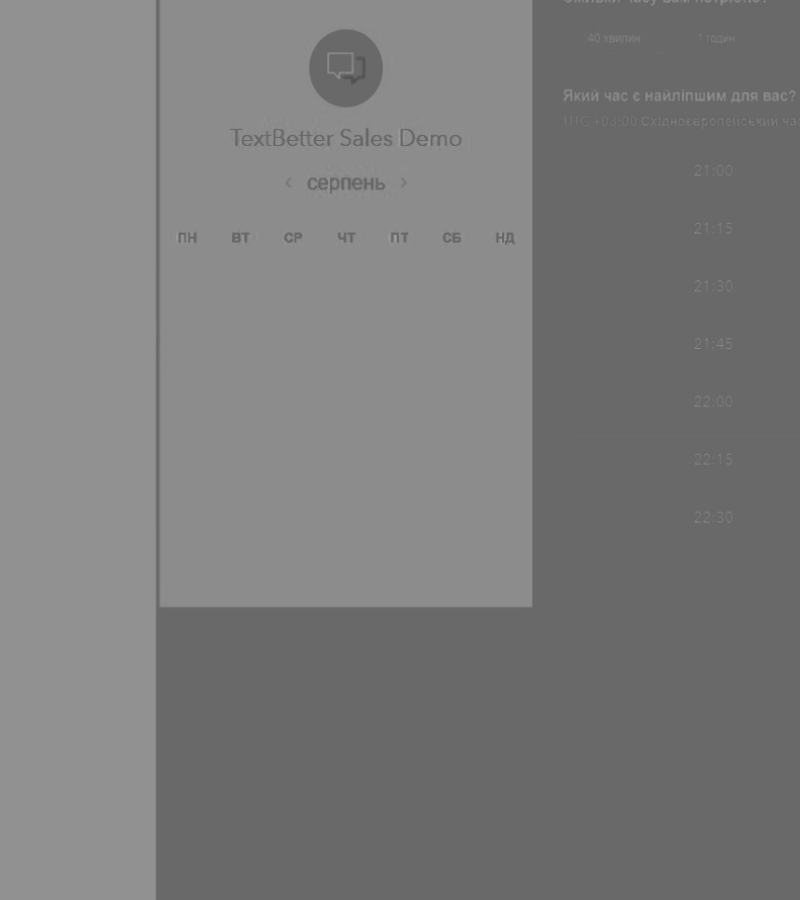 TextBetter Sales Demo
‹ серпень ›
ПН ВТ СР ЧТ ПТ СБ НД
Скільки часу вам потрібно?
40 хвилин 1 годин
Який час є найліпшим для вас?
UTC +03:00 Східноєвропейський час
21:00
21:15
21:30
21:45
22:00
22:15
22:30